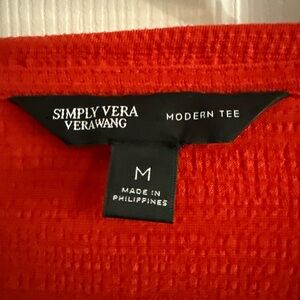 SIMPLY VERA
VERAWANG
MODERN TEE
M
MADE IN
PHILIPPINES